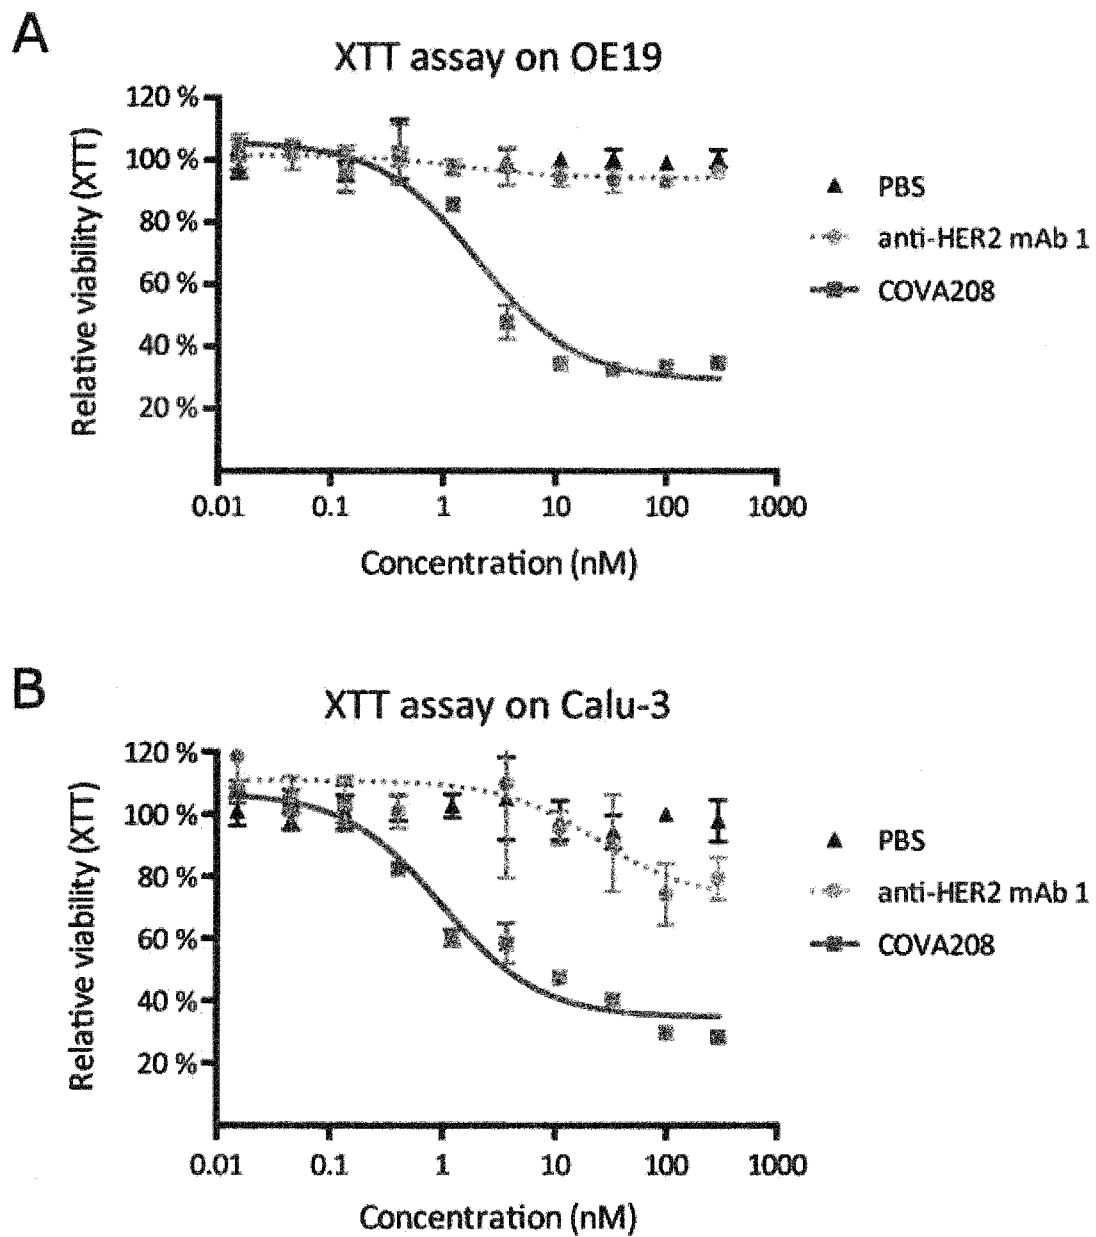 A
XTT assay on OE19
120 %
100 %
80 %
60 %
40 %
20 %
Relative viability (XTT)
0.01 0.1 1 10 100 1000
Concentration (nM)
PBS
anti-HER2 mAb 1
COVA208
B
XTT assay on Calu-3
120 %
100 %
80 %
60 %
40 %
20 %
Relative viability (XTT)
0.01 0.1 1 10 100 1000
Concentration (nM)
PBS
anti-HER2 mAb 1
COVA208